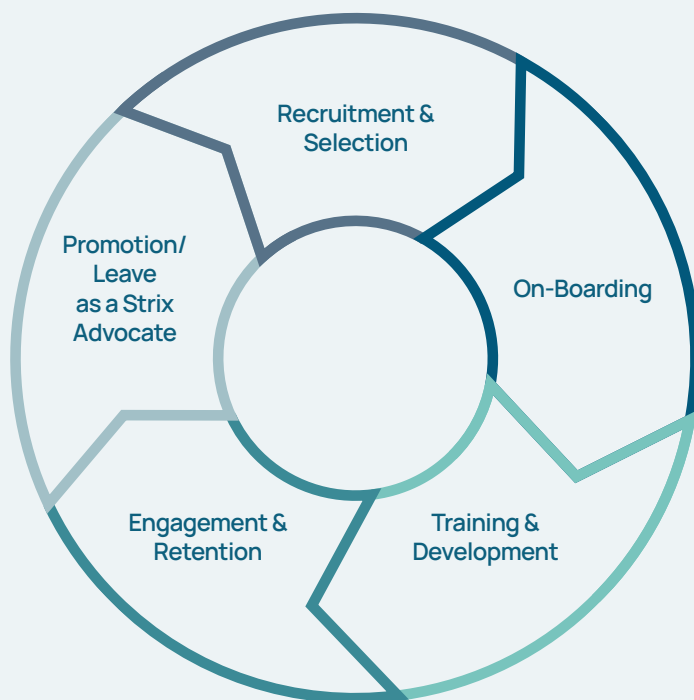 Recruitment &
Selection
On-Boarding
Training &
Development
Engagement &
Retention
Promotion/
Leave
as a Strix
Advocate